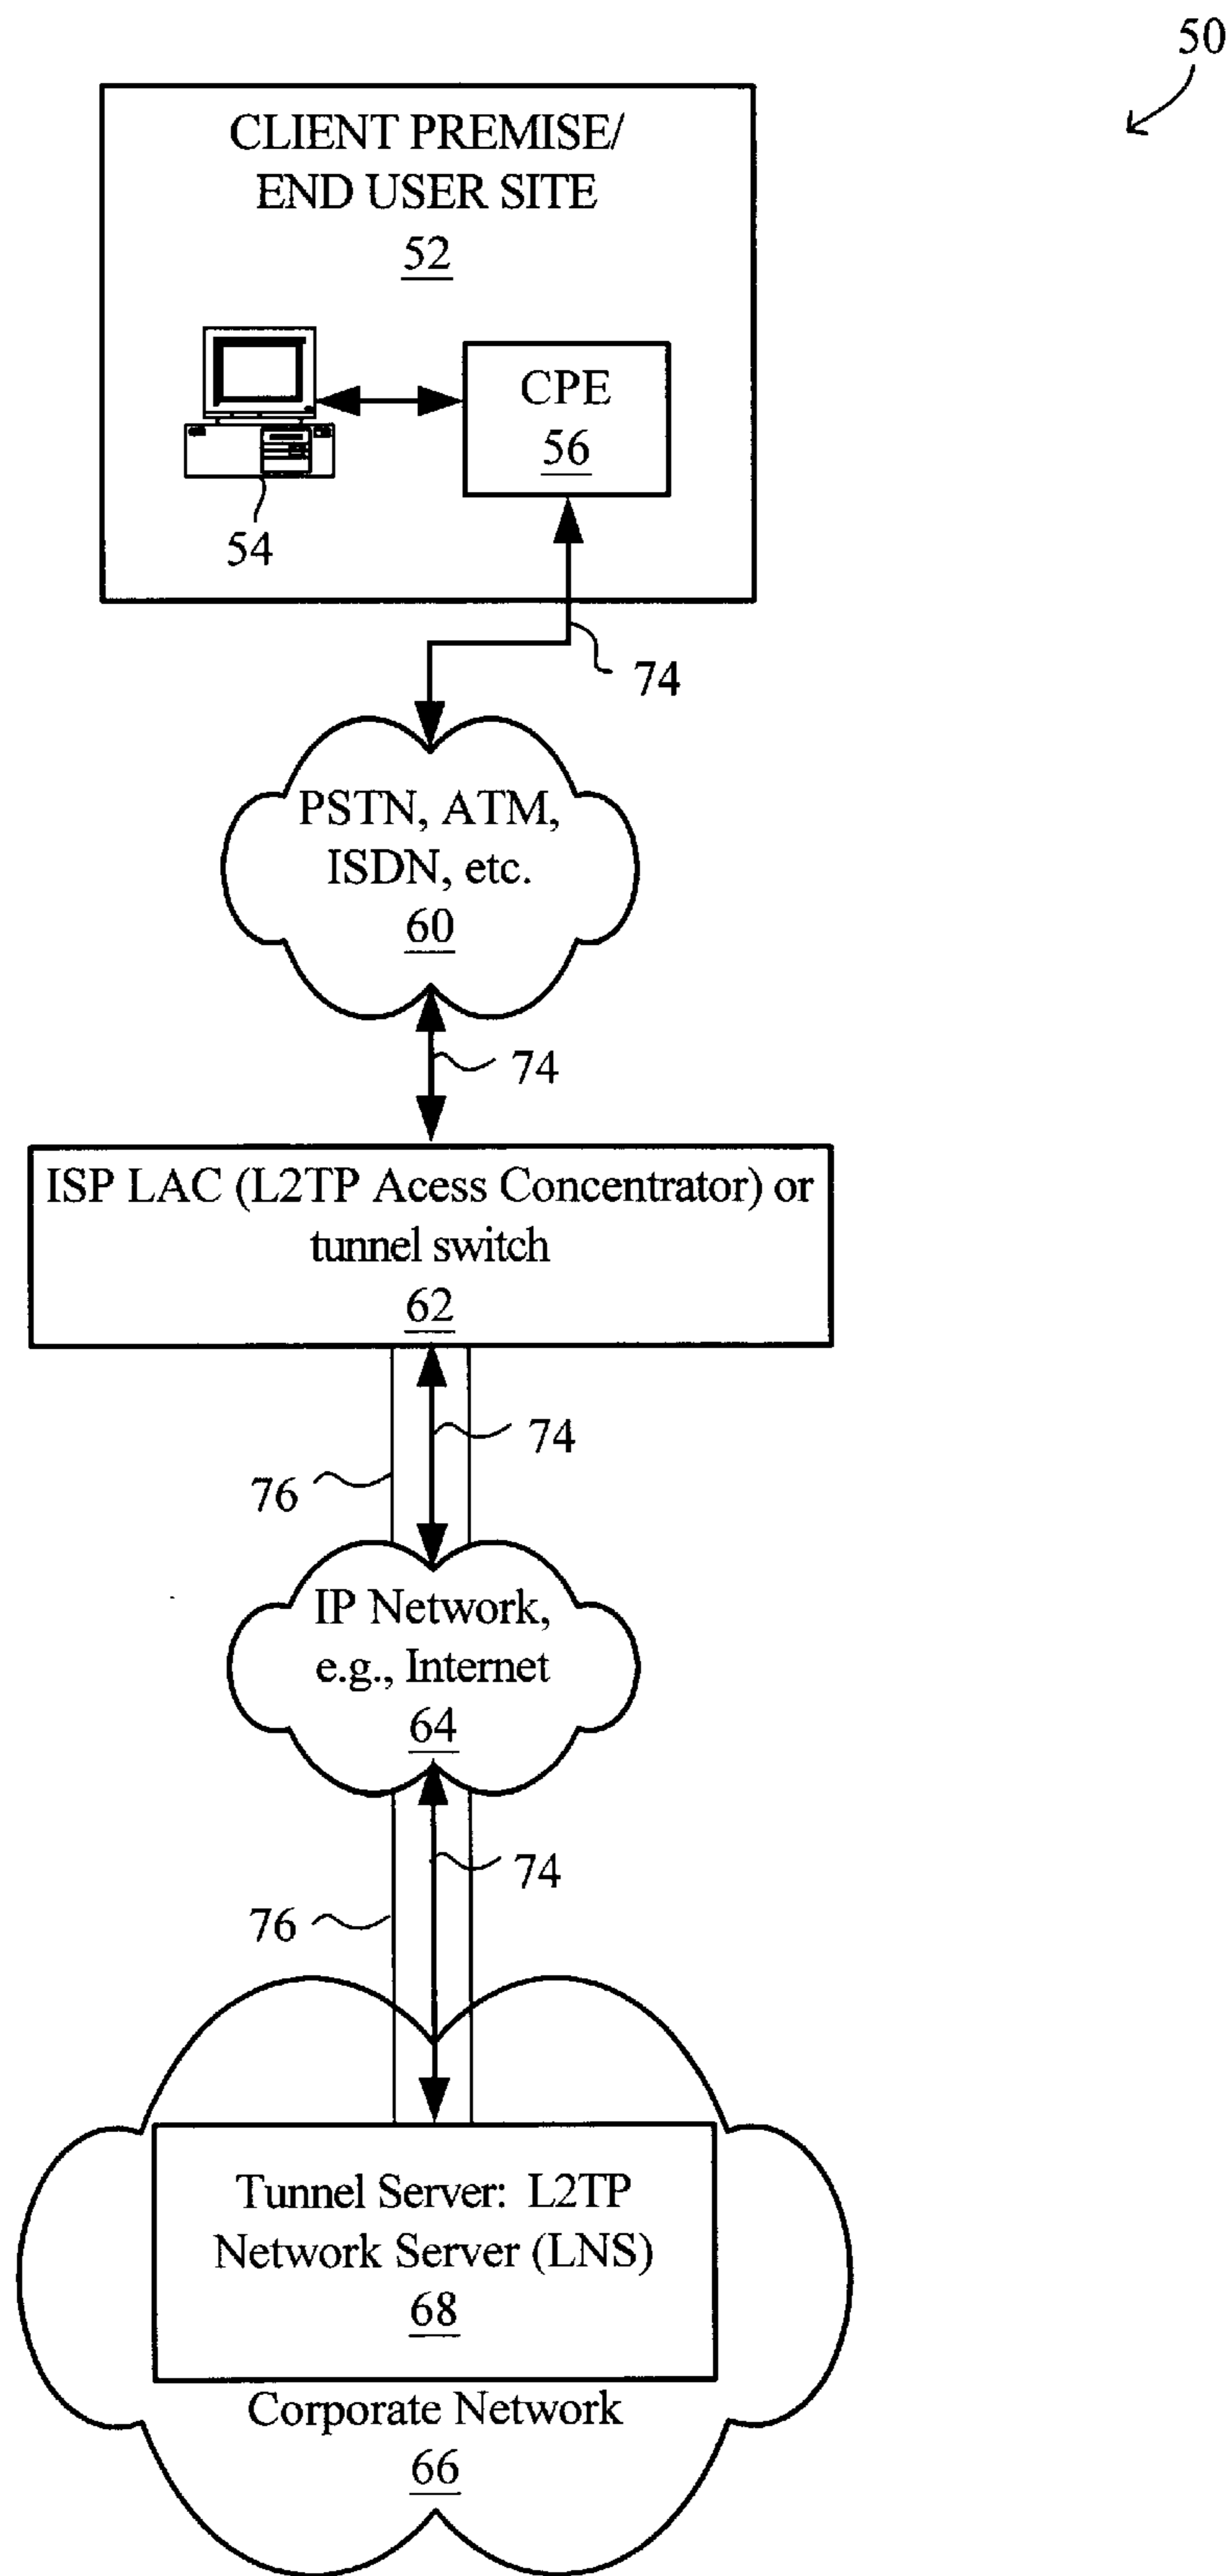 50
CLIENT PREMISE/
END USER SITE
52
CPE
56
54
74
PSTN, ATM,
ISDN, etc.
60
74
ISP LAC (L2TP Acess Concentrator) or
tunnel switch
62
74
76
IP Network,
e.g., Internet
64
74
76
Tunnel Server: L2TP
Network Server (LNS)
68
Corporate Network
66